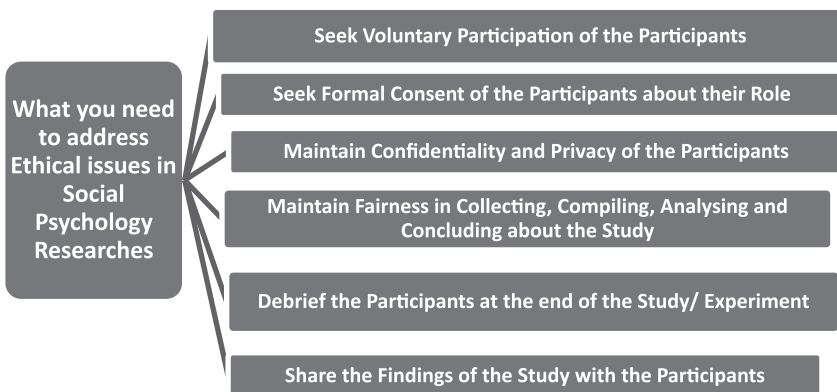 What you need
to address
Ethical issues in
Social
Psychology
Researches
Seek Voluntary Participation of the Participants
Seek Formal Consent of the Participants about their Role
Maintain Confidentiality and Privacy of the Participants
Maintain Fairness in Collecting, Compiling, Analysing and
Concluding about the Study
Debrief the Participants at the end of the Study/ Experiment
Share the Findings of the Study with the Participants